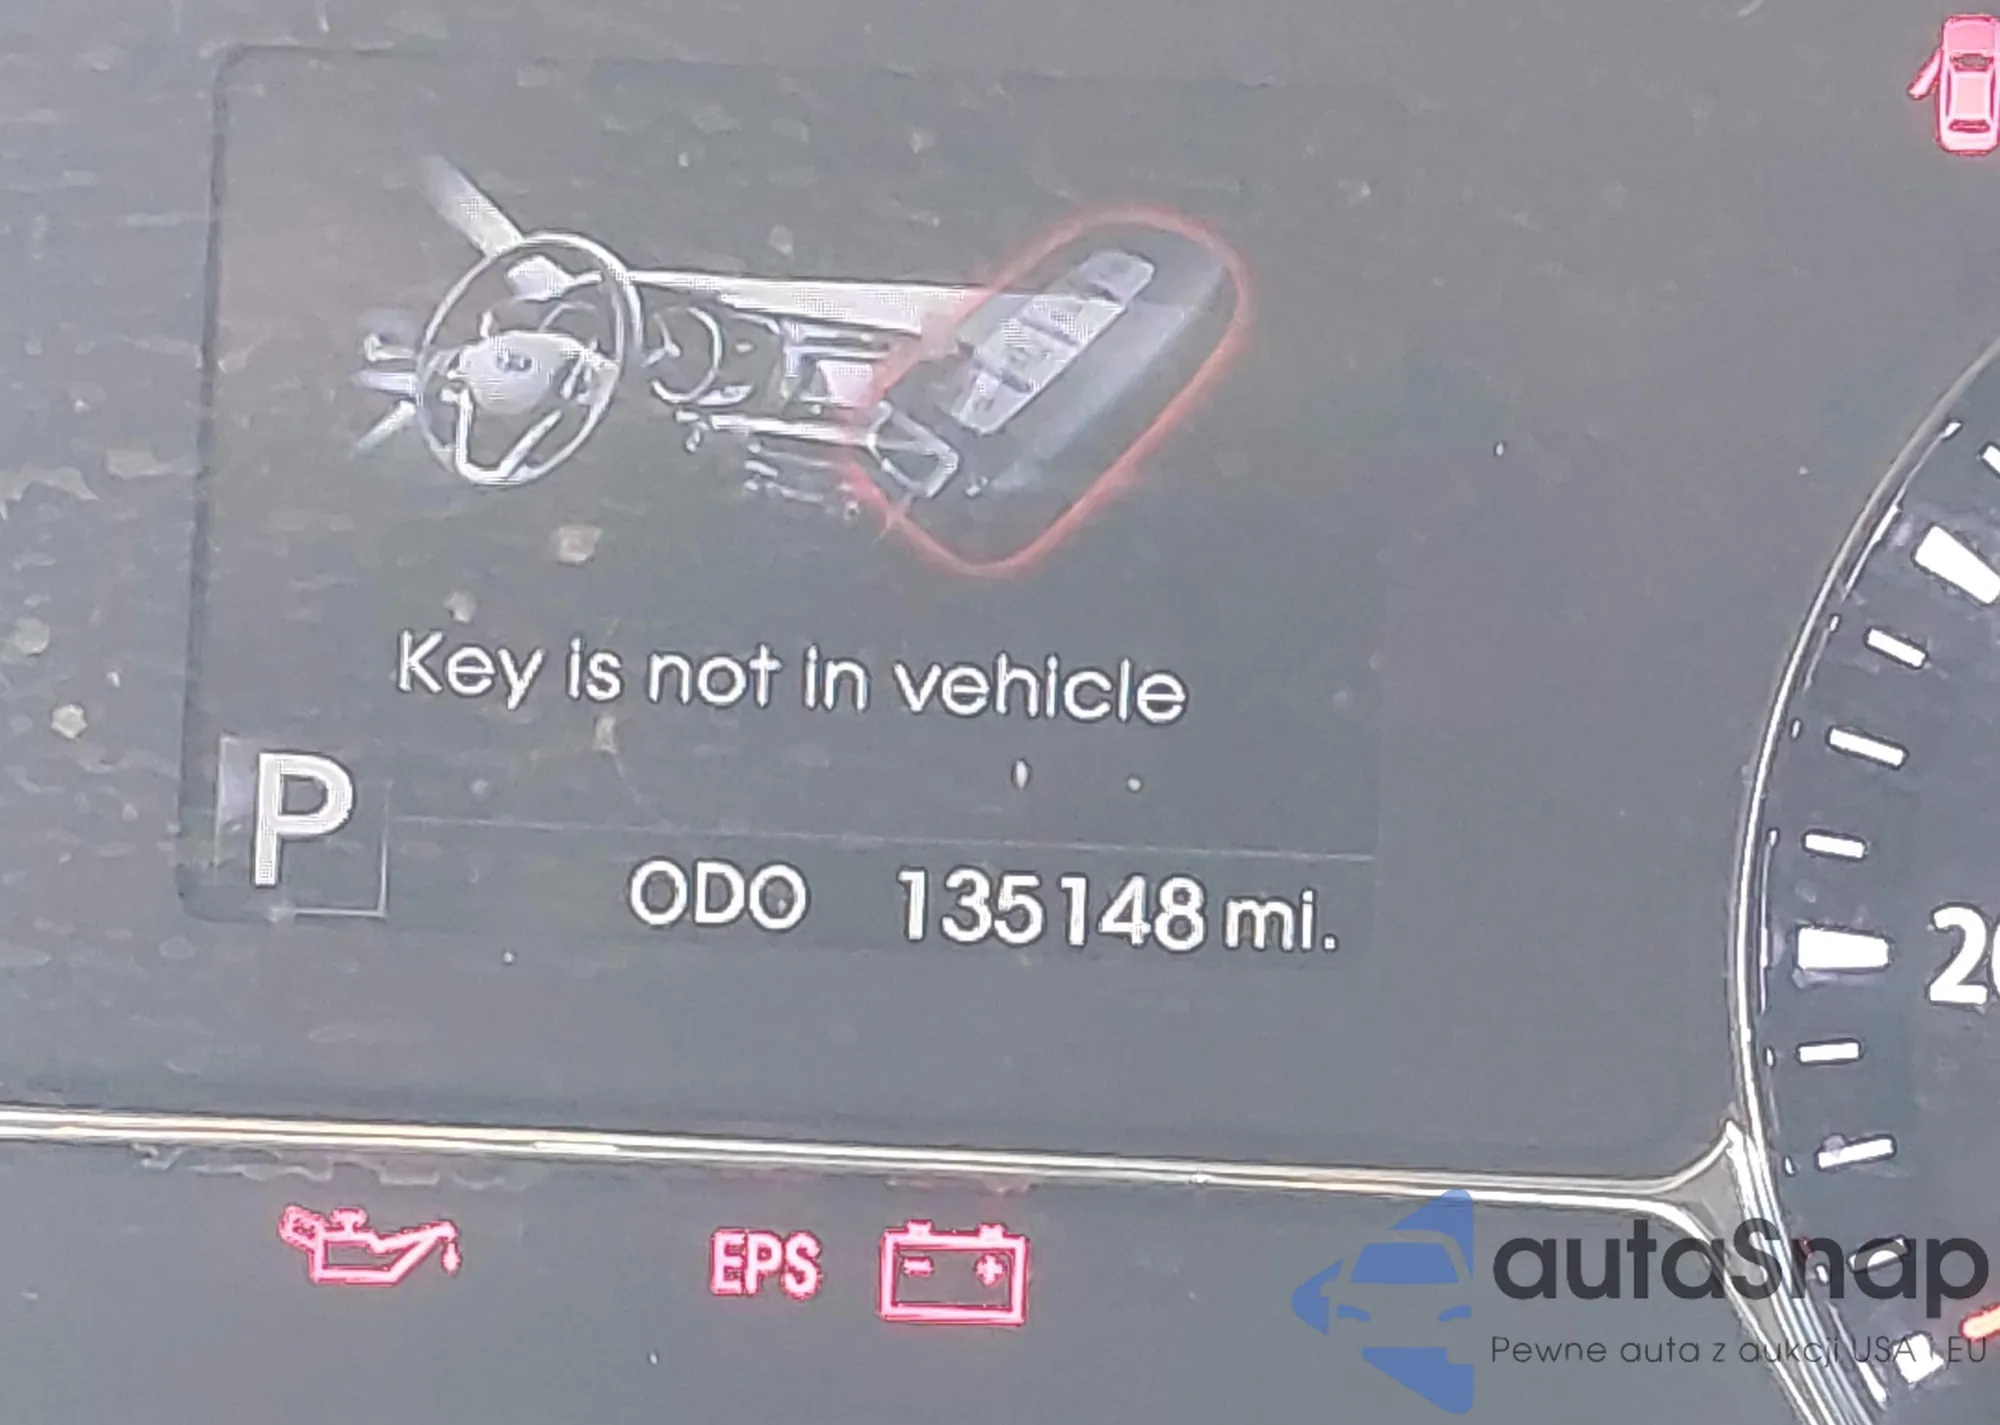 Key is not in vehicle
P
ODO 135148 mi.
EPS
autaSnap
Pewne auta z aukcji USA i EU